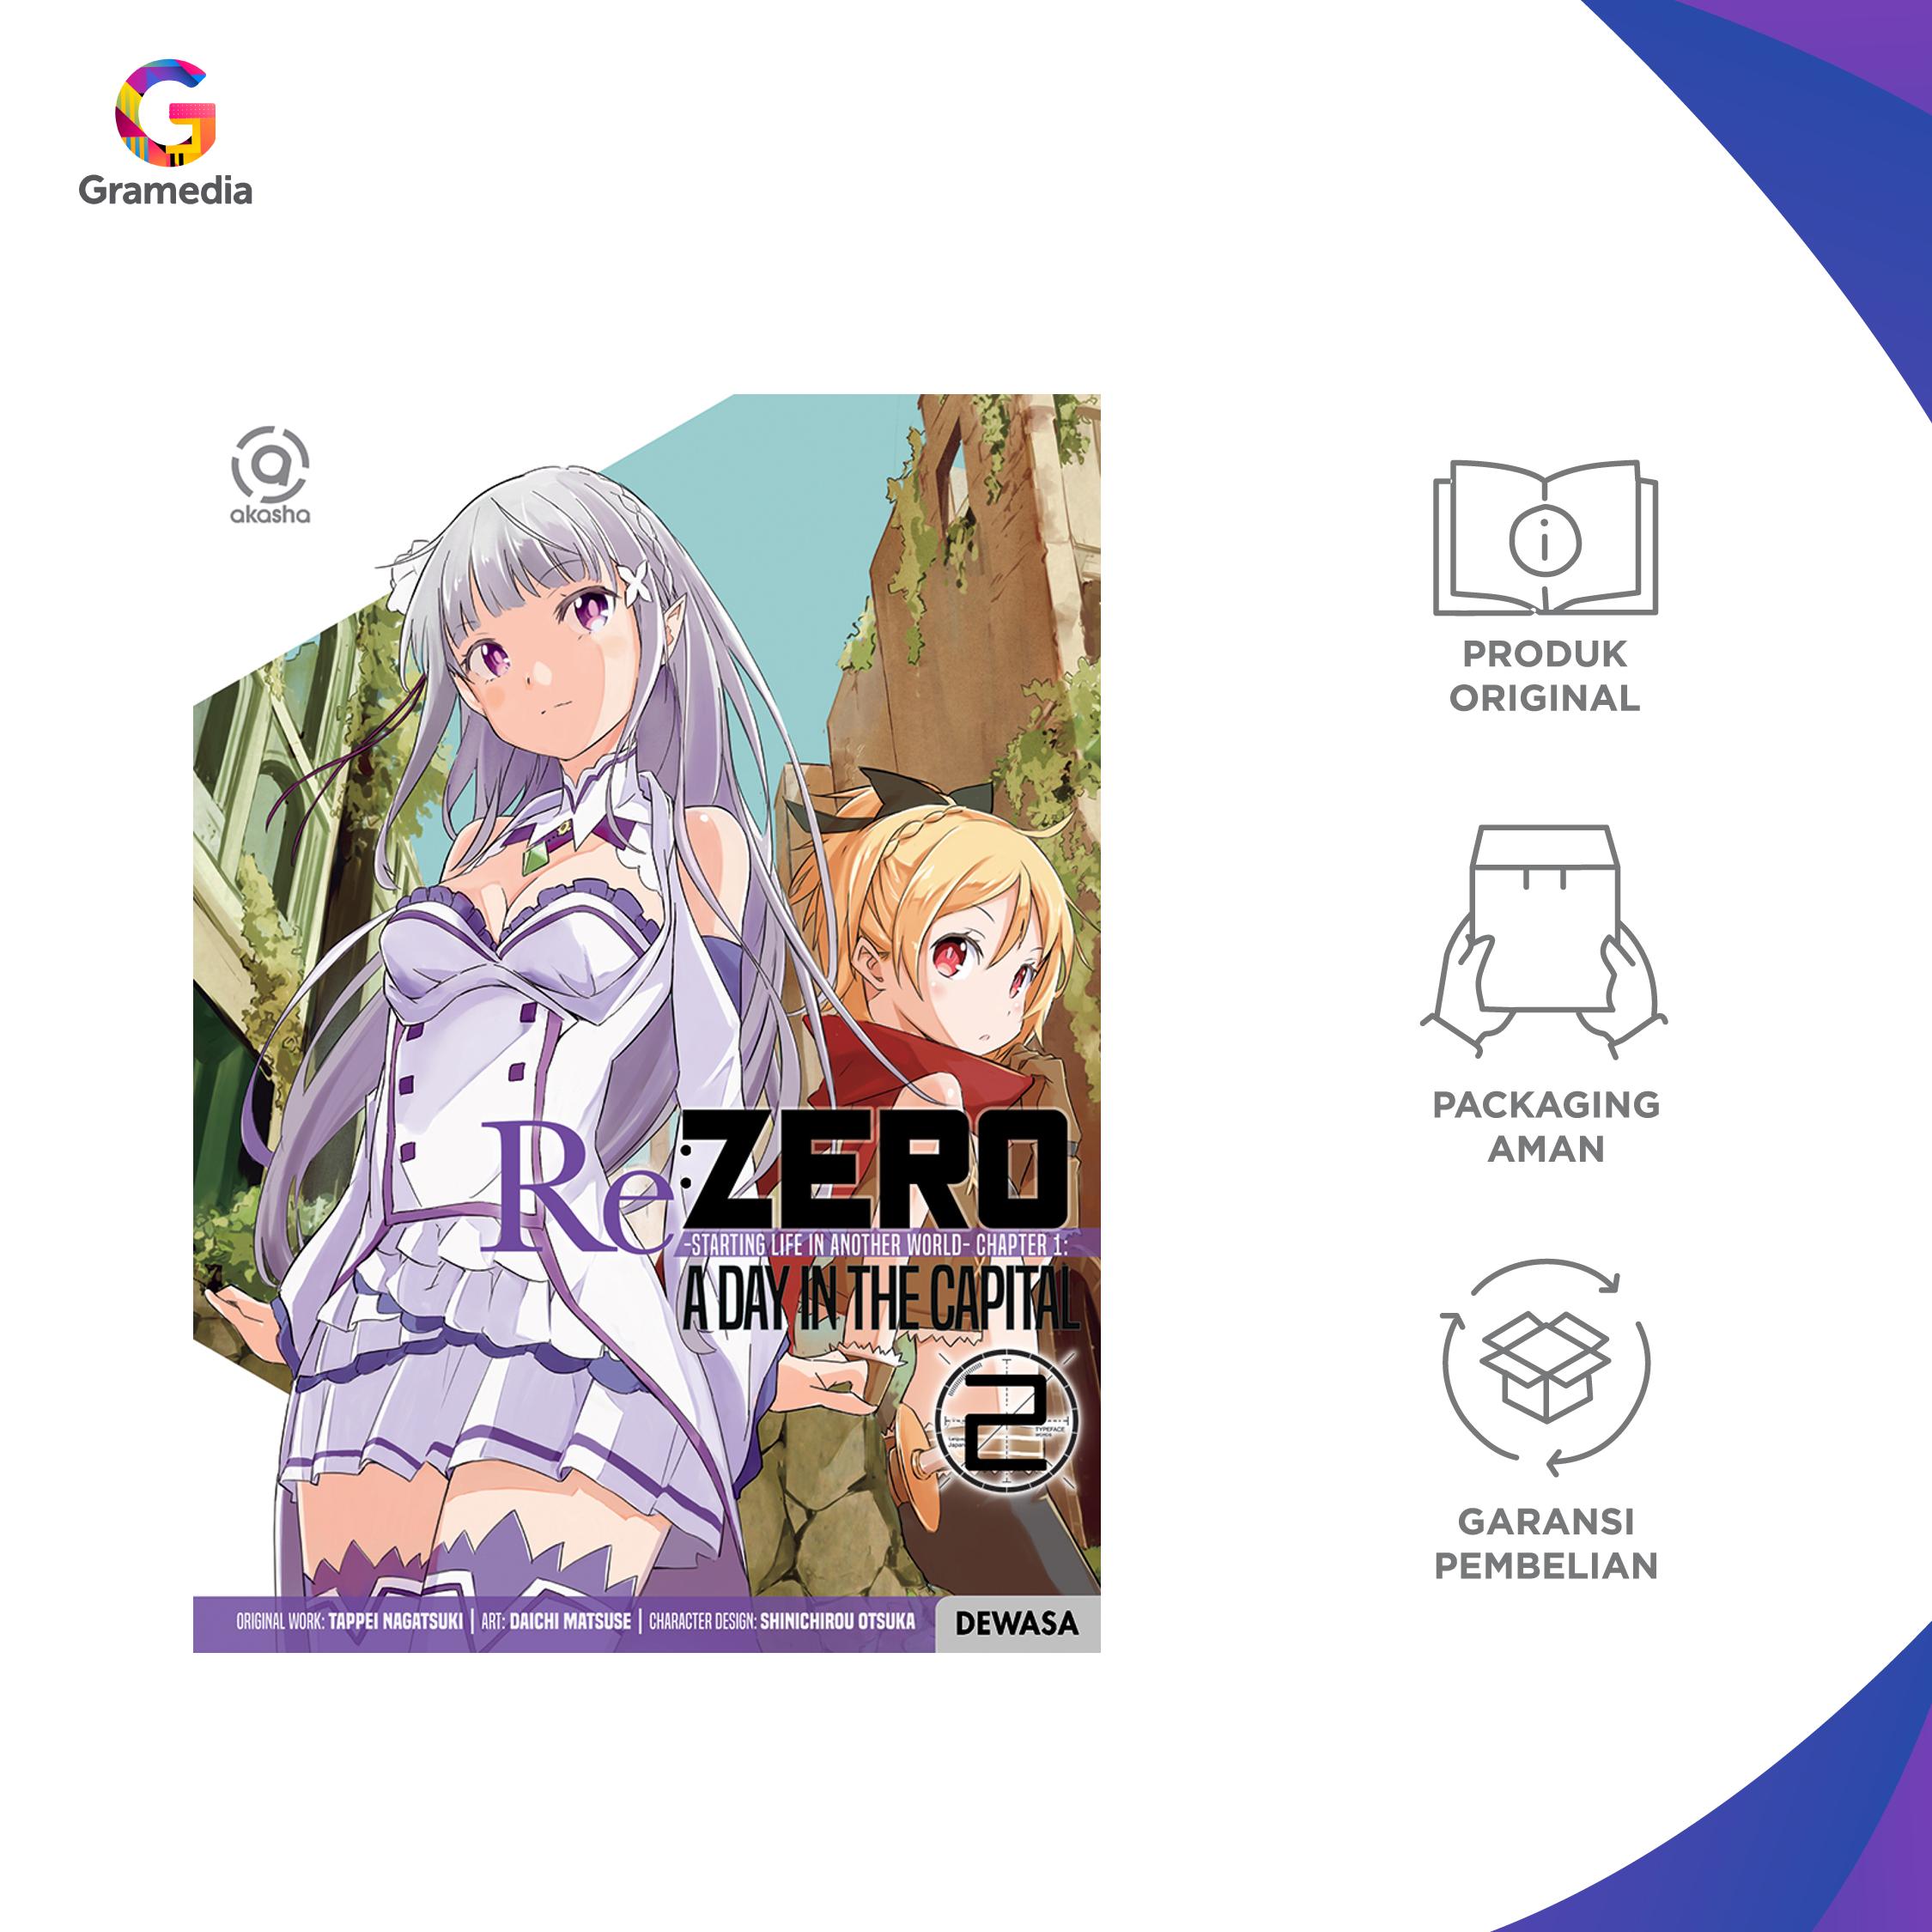 Gramedia
akasha
Re:ZERO
-STARTING LIFE IN ANOTHER WORLD- CHAPTER 1:
A DAY IN THE CAPITAL
2
TYPEFACE
ORIGINAL WORK: TAPPEI NAGATSUKI | ART: DAICHI MATSUSE | CHARACTER DESIGN: SHINICHIROU OTSUKA
DEWASA
PRODUK
ORIGINAL
PACKAGING
AMAN
GARANSI
PEMBELIAN